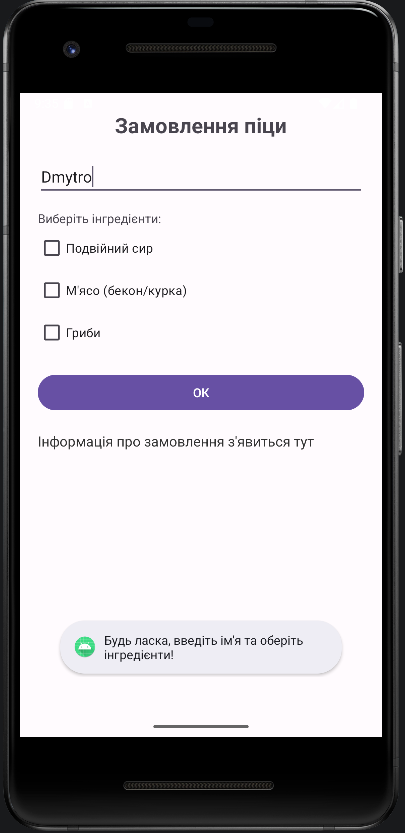 Замовлення піци
Dmytro
Виберіть інгредієнти:
Подвійний сир
М'ясо (бекон/курка)
Гриби
ОК
Інформація про замовлення з'явиться тут
Будь ласка, введіть ім'я та оберіть
інгредієнти!